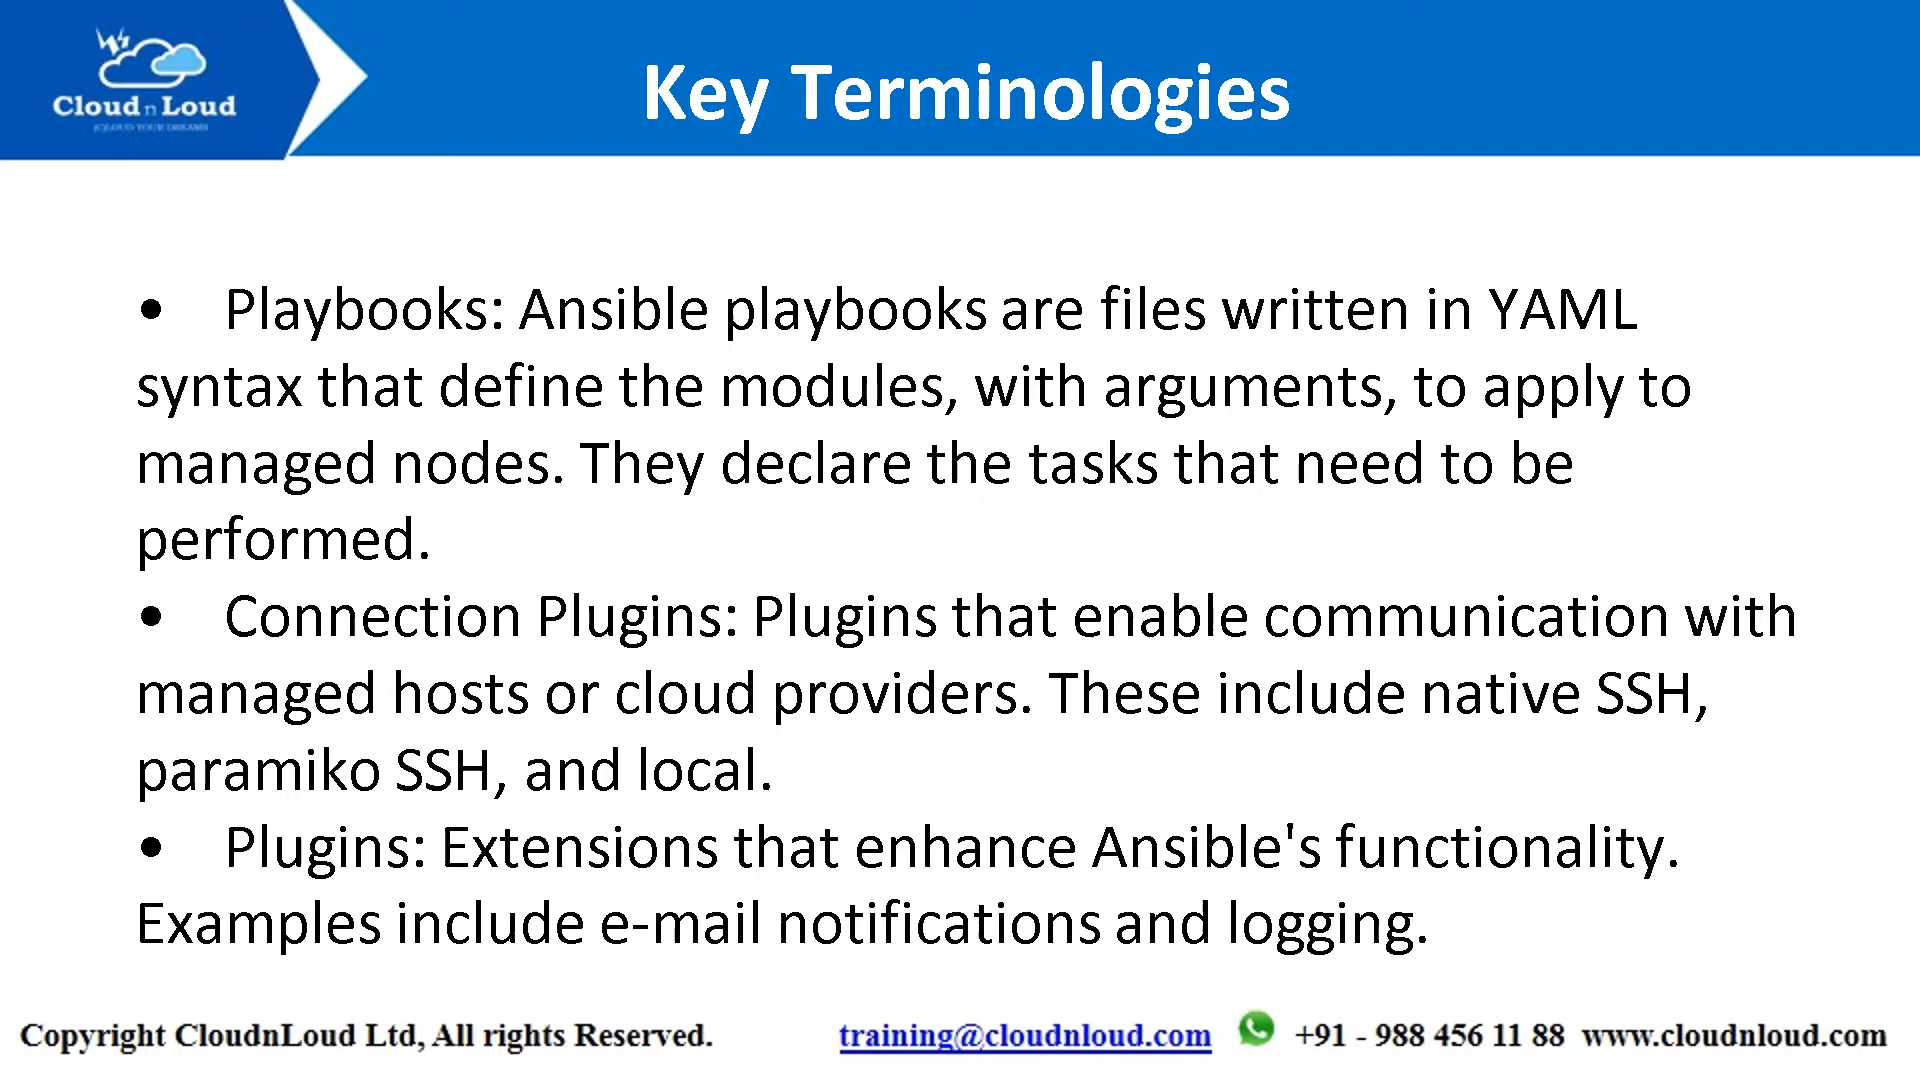 Cloud n Loud
Key Terminologies
• Playbooks: Ansible playbooks are files written in YAML
syntax that define the modules, with arguments, to apply to
managed nodes. They declare the tasks that need to be
performed.
• Connection Plugins: Plugins that enable communication with
managed hosts or cloud providers. These include native SSH,
paramiko SSH, and local.
• Plugins: Extensions that enhance Ansible's functionality.
Examples include e-mail notifications and logging.
Copyright CloudnLoud Ltd, All rights Reserved. training@cloudnloud.com +91 - 988 456 11 88 www.cloudnloud.com